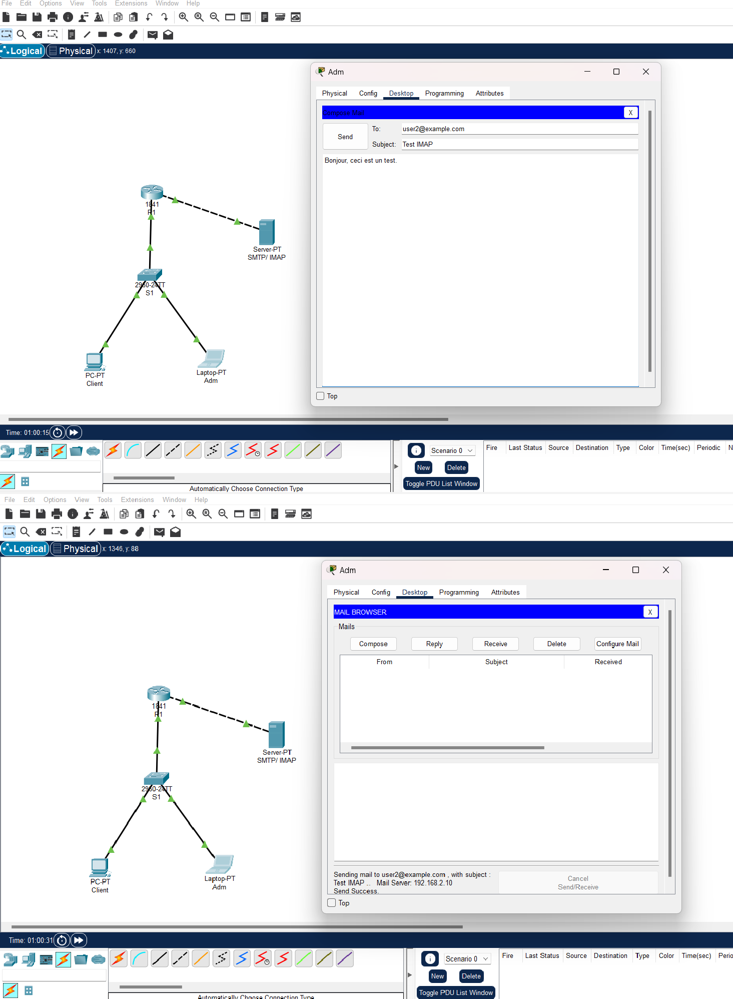 File Edit Options View Tools Extensions Window Help
Logical Physical x: 1407, y: 660
Adm
Physical Config Desktop Programming Attributes
Compose Mail X
Send
To: user2@example.com
Subject: Test IMAP
Bonjour, ceci est un test.
1841
R1
Server-PT
SMTP/ IMAP
2960-24TT
S1
PC-PT
Client
Laptop-PT
Adm
Top
Time: 01:00:15
Scenario 0
New Delete
Toggle PDU List Window
Fire Last Status Source Destination Type Color Time(sec) Periodic N
Automatically Choose Connection Type
File Edit Options View Tools Extensions Window Help
Logical Physical x: 1346, y: 88
Adm
Physical Config Desktop Programming Attributes
MAIL BROWSER X
Mails
Compose Reply Receive Delete Configure Mail
From Subject Received
1841
R1
Server-PT
SMTP/ IMAP
2960-24TT
S1
PC-PT
Client
Laptop-PT
Adm
Sending mail to user2@example.com , with subject :
Test IMAP .. Mail Server: 192.168.2.10
Send Success.
Cancel
Send/Receive
Top
Time: 01:00:31
Scenario 0
New Delete
Toggle PDU List Window
Fire Last Status Source Destination Type Color Time(sec) Perio
Automatically Choose Connection Type